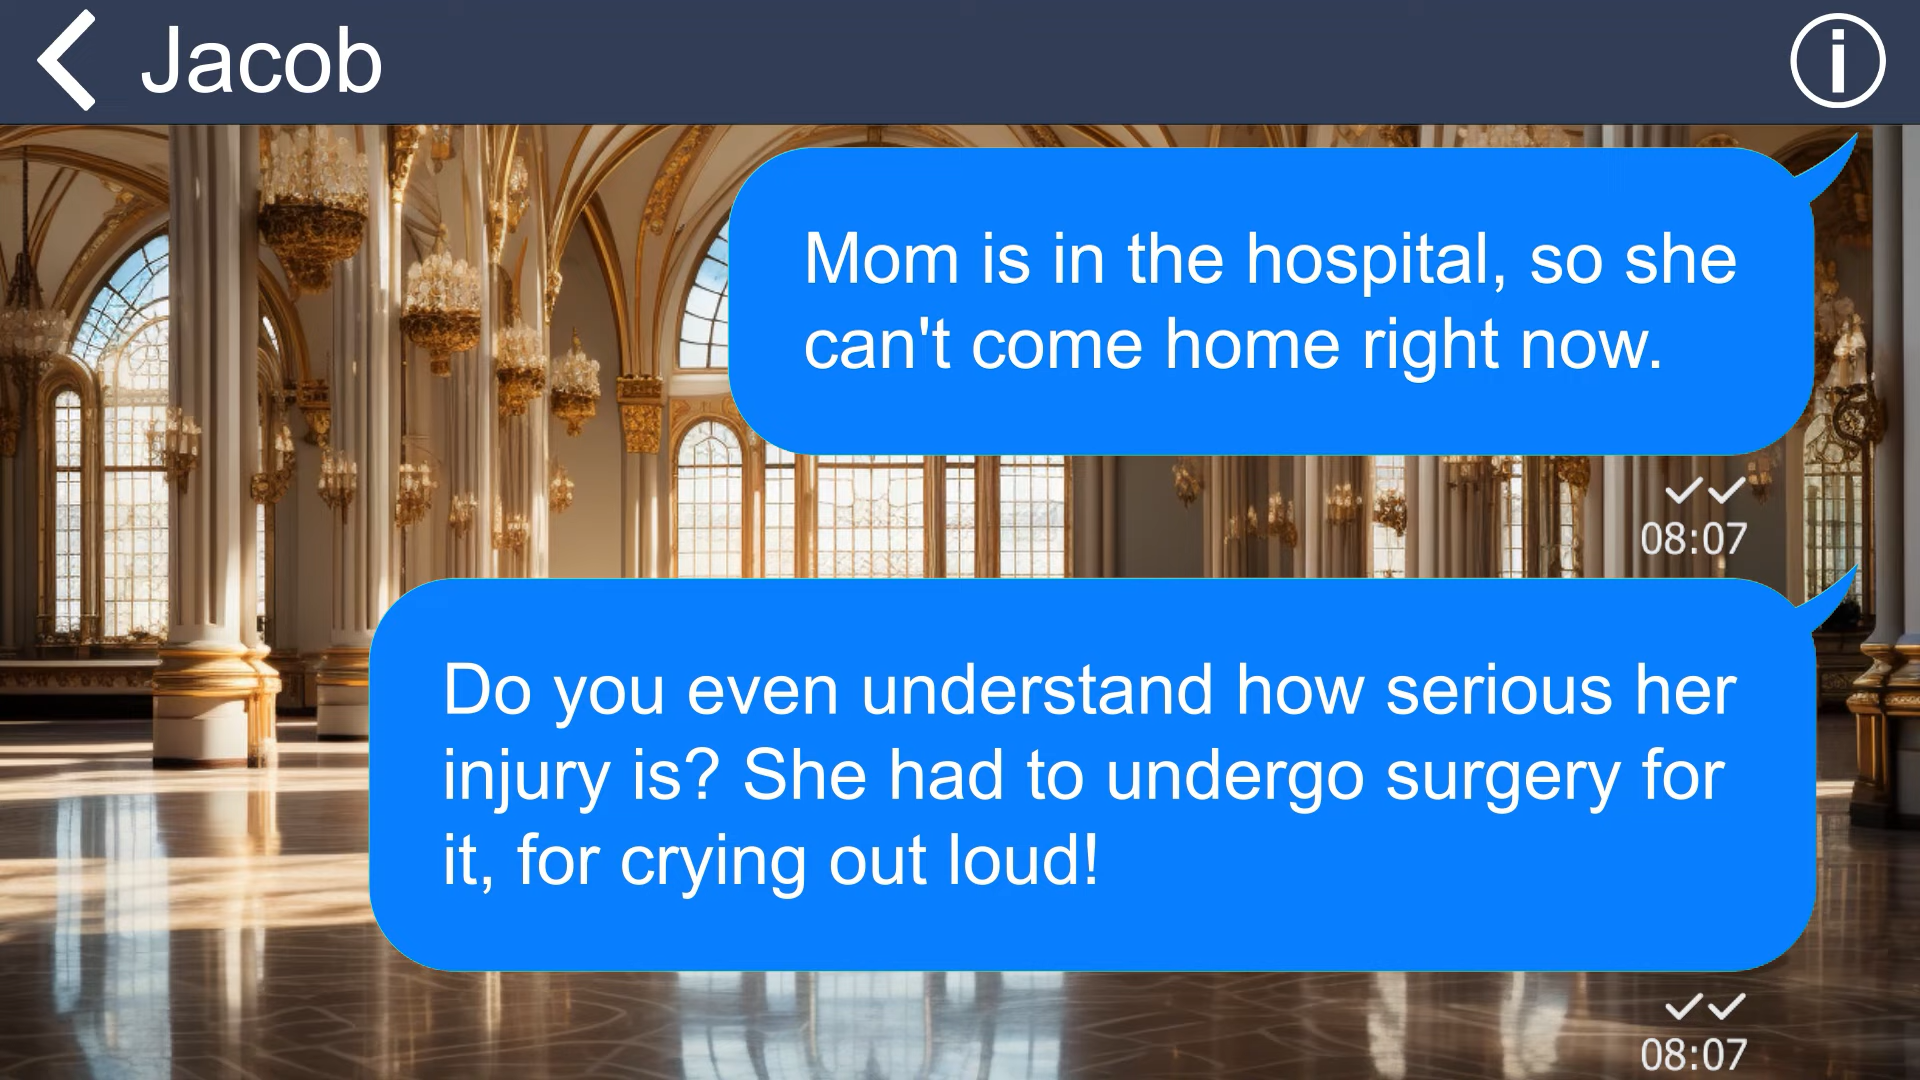 Jacob
Mom is in the hospital, so she
can't come home right now.
08:07
Do you even understand how serious her
injury is? She had to undergo surgery for
it, for crying out loud!
08:07